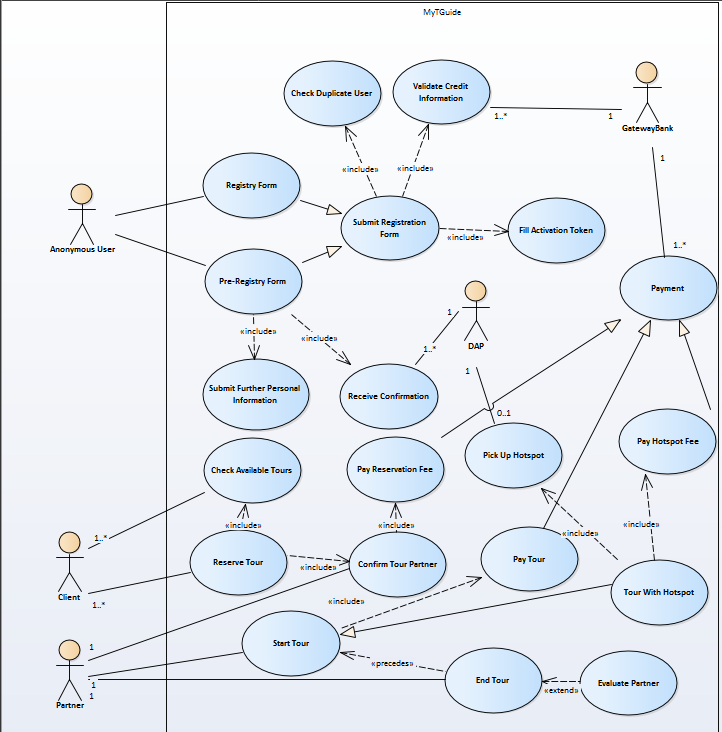 MyTGuide
Check Duplicate User
Validate Credit
Information
1..*
1
GatewayBank
1
«include»
«include»
Registry Form
Anonymous User
Submit Registration
Form
«include»
Fill Activation Token
1..*
Pre-Registry Form
Payment
«include»
«include»
1
DAP
1..*
1
Submit Further Personal
Information
Receive Confirmation
0..1
Check Available Tours
Pay Reservation Fee
Pick Up Hotspot
Pay Hotspot Fee
«include»
«include»
«include»
«include»
1..*
Reserve Tour
«include»
Confirm Tour Partner
Pay Tour
Tour With Hotspot
Client
1..*
«include»
1
Start Tour
«precedes»
End Tour
«extend»
Evaluate Partner
1
1
Partner